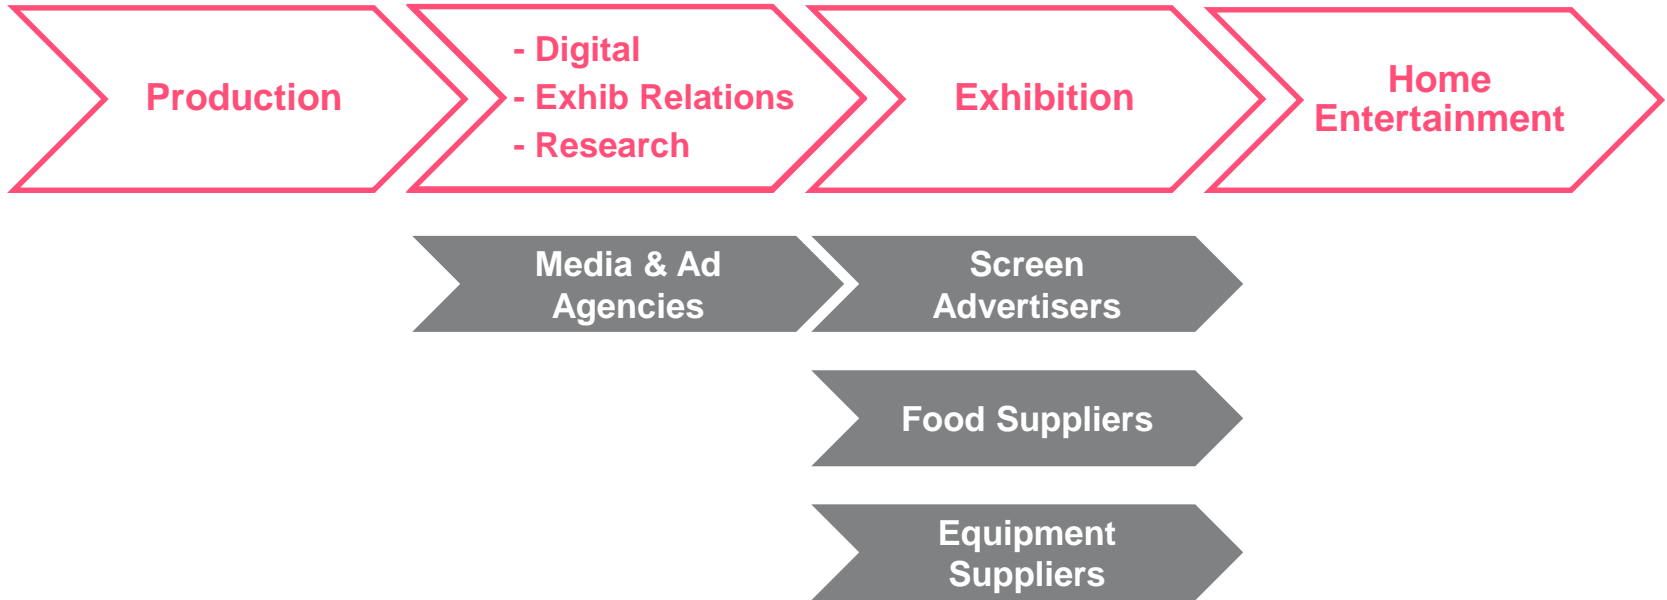 Production
- Digital
- Exhib Relations
- Research
Exhibition
Home
Entertainment
Media & Ad
Agencies
Screen
Advertisers
Food Suppliers
Equipment
Suppliers